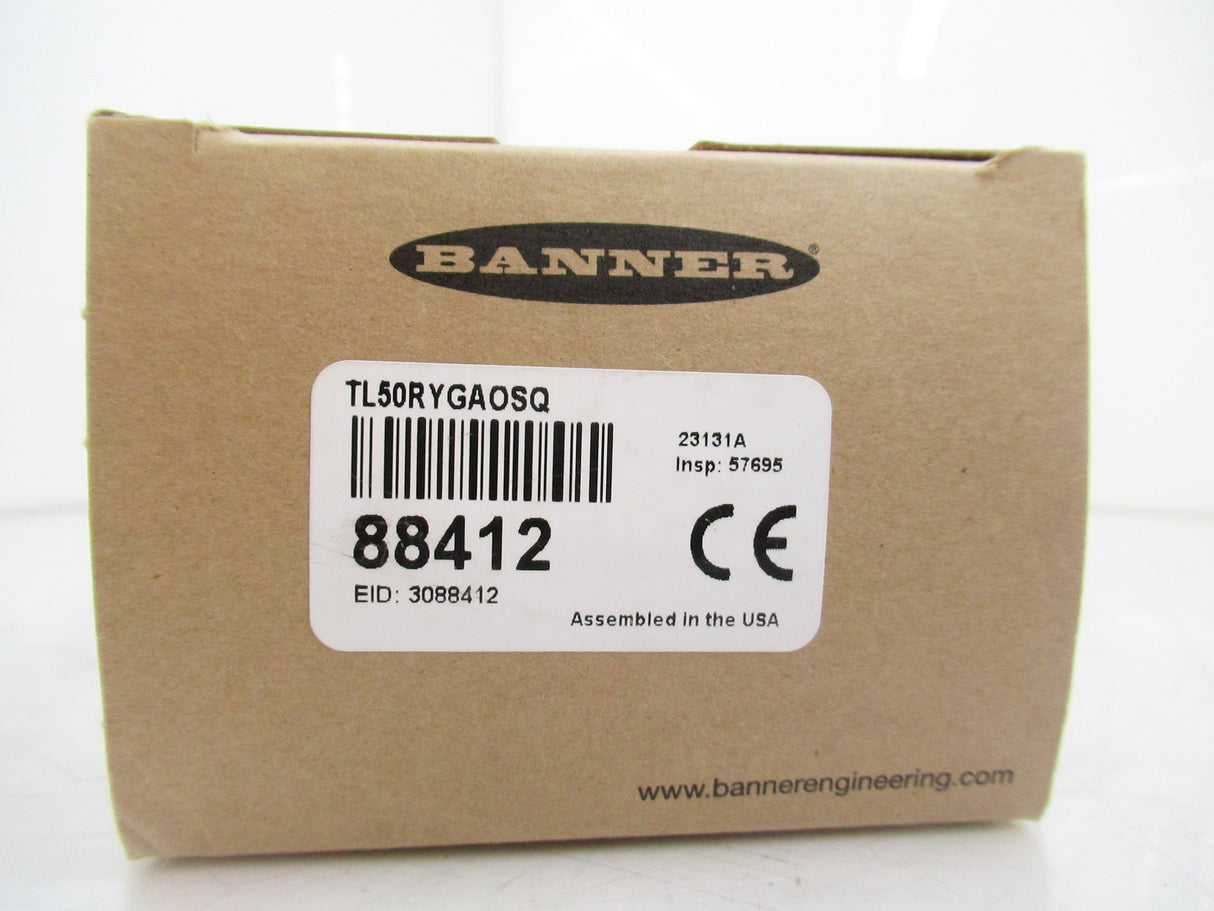 BANNER®
TL50RYGAOSQ
23131A
Insp: 57695
88412
CE
EID: 3088412
Assembled in the USA
www.bannerengineering.com